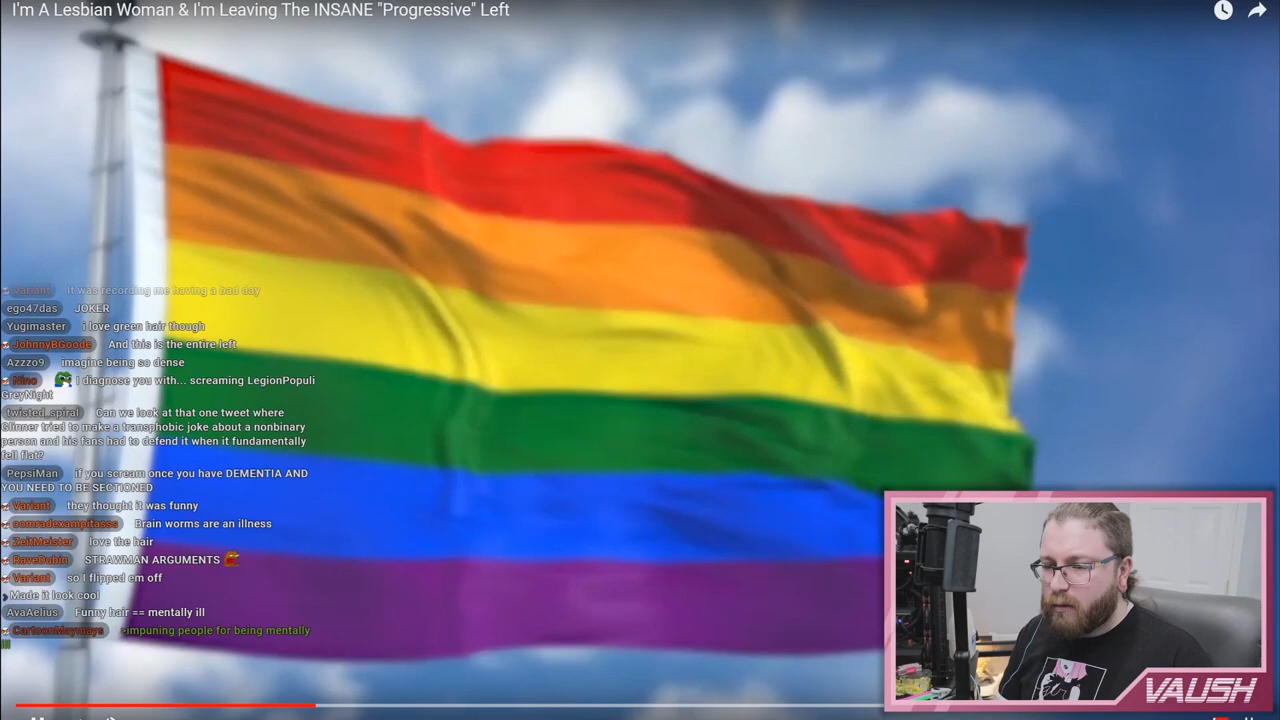 I'm A Lesbian Woman & I'm Leaving The INSANE "Progressive" Left
Variant It was recording me having a bad day
ego47das JOKER
Yugimaster i love green hair though
JohnnyBGoode And this is the entire left
Azzzo9 imagine being so dense
Nino I diagnose you with... screaming LegionPopuli
GreyNight
twisted_spiral Can we look at that one tweet where
Glinner tried to make a transphobic joke about a nonbinary
person and his fans had to defend it when it fundamentally
fell flat?
PepsiMan if you scream once you have DEMENTIA AND
YOU NEED TO BE SECTIONED
Variant they thought it was funny
comradexampitasss Brain worms are an illness
ZeitMeister love the hair
RaveDubin STRAWMAN ARGUMENTS
Variant so I flipped em off
Made it look cool
AvaAelius Funny hair == mentally ill
CartoonMaymays >impuning people for being mentally
ill
VAUSH